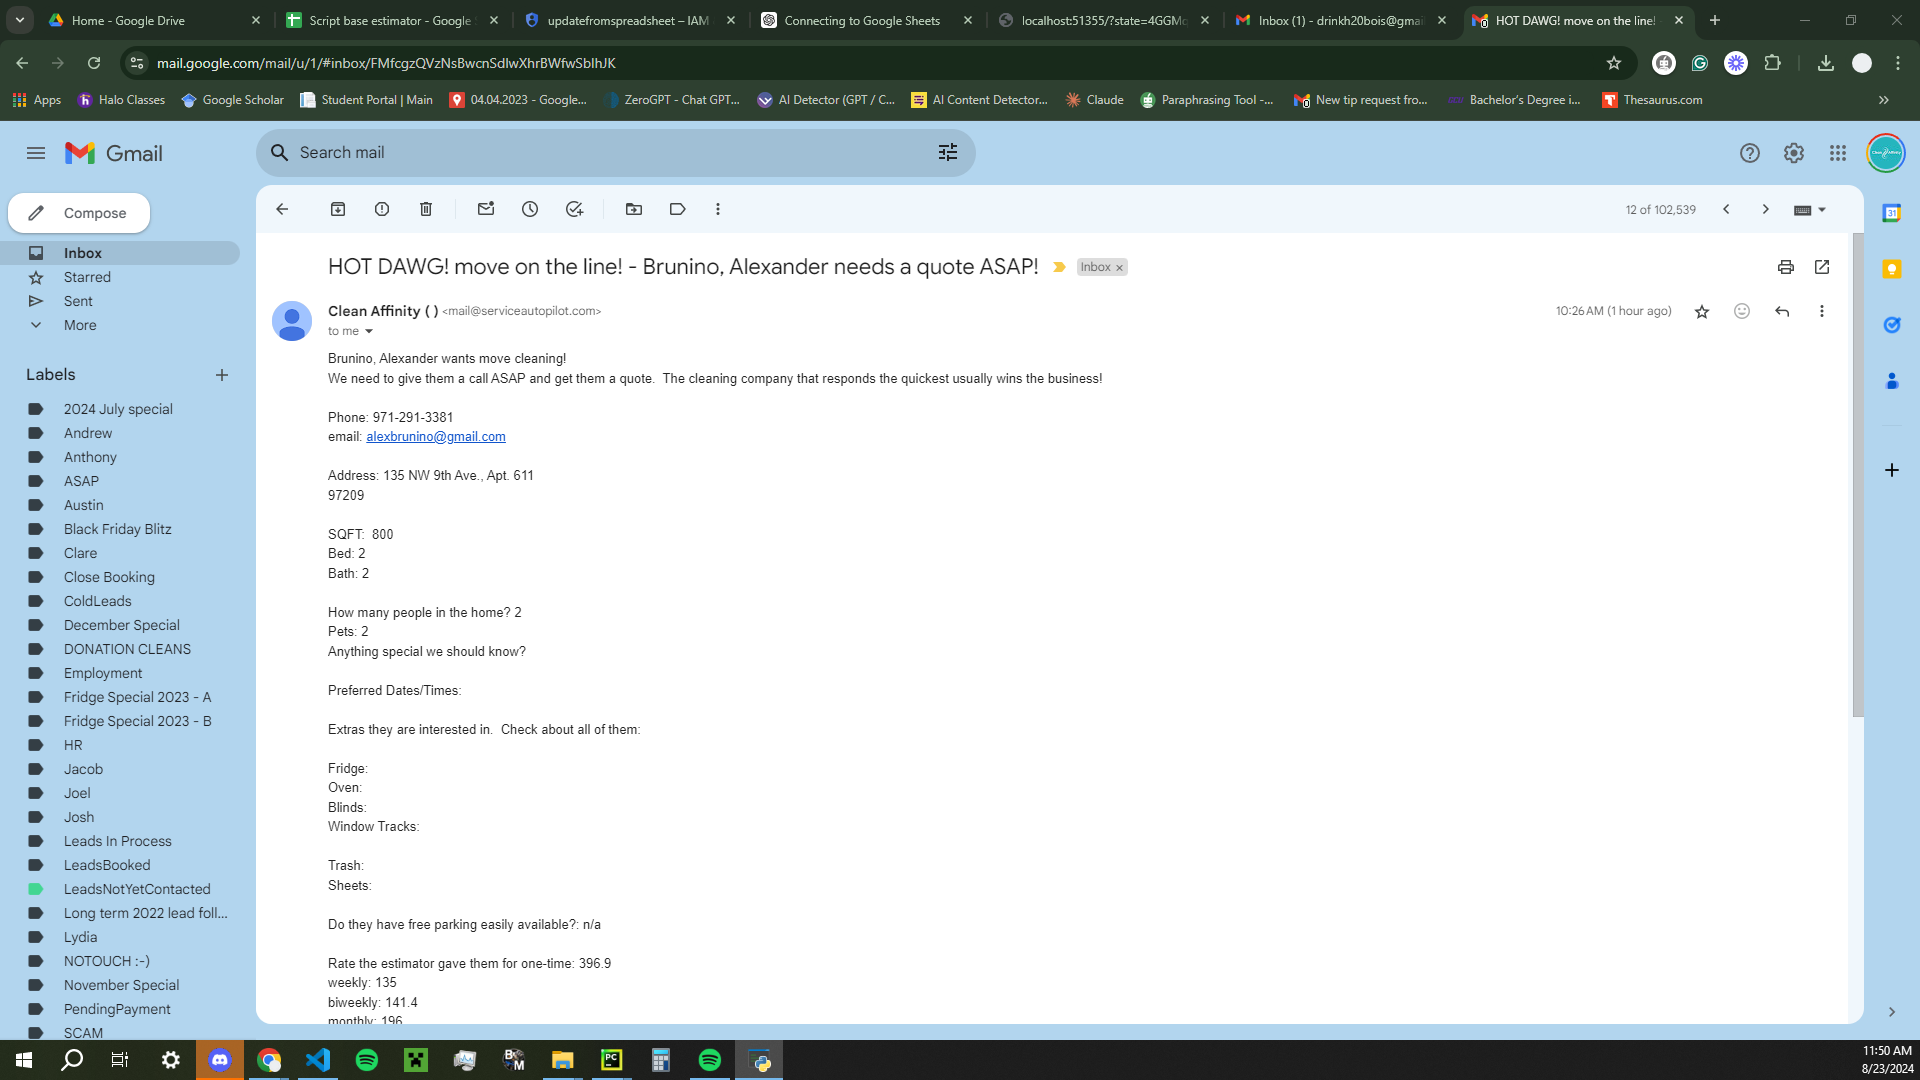 Home - Google Drive
Script base estimator - Google S
updatefromspreadsheet – IAM
Connecting to Google Sheets
localhost:51355/?state=4GGM
Inbox (1) - drinkh20bois@gmai
HOT DAWG! move on the line!
mail.google.com/mail/u/1/#inbox/FMfcgzQVzNsBwcnSdlwXhrBWfwSblhJK
Apps
Halo Classes
Google Scholar
Student Portal | Main
04.04.2023 - Google...
ZeroGPT - Chat GPT...
AI Detector (GPT / C...
AI Content Detector...
Claude
Paraphrasing Tool -...
New tip request fro...
Bachelor's Degree i...
Thesaurus.com
Gmail
Search mail
Compose
12 of 102,539
Inbox
Starred
Sent
More
Labels
2024 July special
Andrew
Anthony
ASAP
Austin
Black Friday Blitz
Clare
Close Booking
ColdLeads
December Special
DONATION CLEANS
Employment
Fridge Special 2023 - A
Fridge Special 2023 - B
HR
Jacob
Joel
Josh
Leads In Process
LeadsBooked
LeadsNotYetContacted
Long term 2022 lead foll...
Lydia
NOTOUCH :-)
November Special
PendingPayment
SCAM
HOT DAWG! move on the line! - Brunino, Alexander needs a quote ASAP!
Inbox x
Clean Affinity ( ) <mail@serviceautopilot.com>
10:26 AM (1 hour ago)
to me
Brunino, Alexander wants move cleaning!
We need to give them a call ASAP and get them a quote.  The cleaning company that responds the quickest usually wins the business!
Phone: 971-291-3381
email: alexbrunino@gmail.com
Address: 135 NW 9th Ave., Apt. 611
97209
SQFT:  800
Bed: 2
Bath: 2
How many people in the home? 2
Pets: 2
Anything special we should know?
Preferred Dates/Times:
Extras they are interested in.  Check about all of them:
Fridge:
Oven:
Blinds:
Window Tracks:
Trash:
Sheets:
Do they have free parking easily available?: n/a
Rate the estimator gave them for one-time: 396.9
weekly: 135
biweekly: 141.4
monthly: 196
31
11:50 AM
8/23/2024